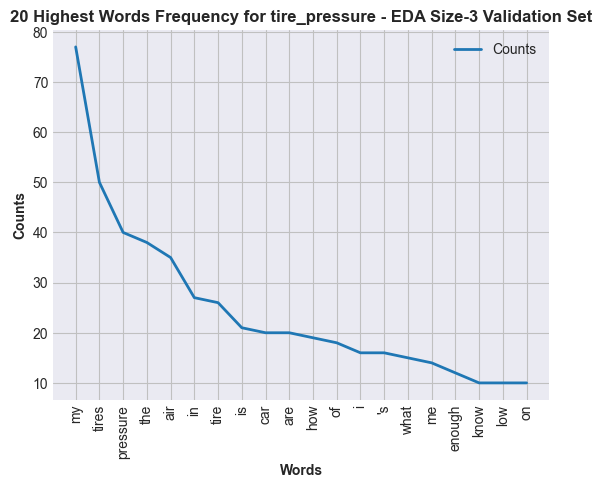 20 Highest Words Frequency for tire_pressure - EDA Size-3 Validation Set
Counts
80
70
60
50
40
30
20
10
Counts
my
tires
pressure
the
air
in
tire
is
car
are
how
of
i
's
what
me
enough
know
low
on
Words